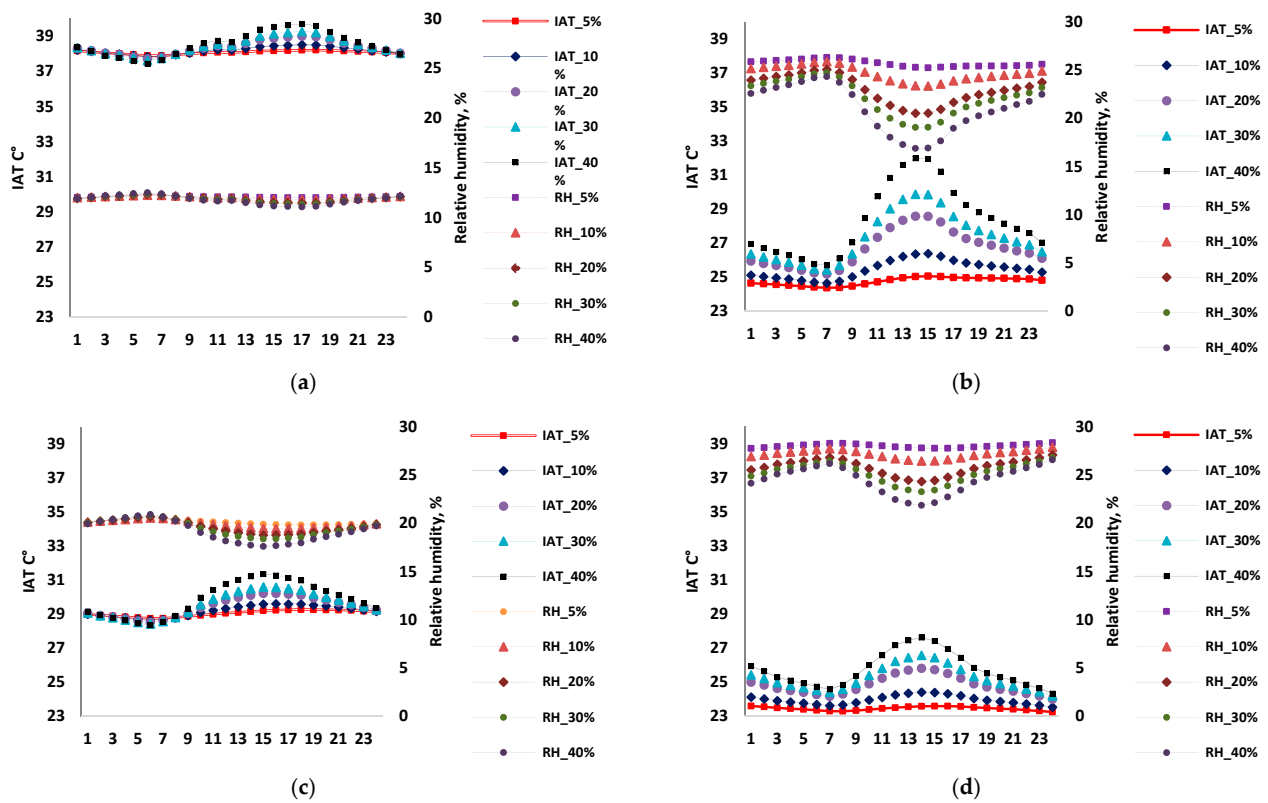 39
37
35
33
31
29
27
25
23
IAT C°
1 3 5 7 9 11 13 15 17 19 21 23
30
25
20
15
10
5
0
Relative humidity, %
IAT_5%
IAT_10
%
IAT_20
%
IAT_30
%
IAT_40
%
RH_5%
RH_10%
RH_20%
RH_30%
RH_40%
(a)
39
37
35
33
31
29
27
25
23
IAT C°
1 3 5 7 9 11 13 15 17 19 21 23
30
25
20
15
10
5
0
Relative humidity, %
IAT_5%
IAT_10%
IAT_20%
IAT_30%
IAT_40%
RH_5%
RH_10%
RH_20%
RH_30%
RH_40%
(b)
39
37
35
33
31
29
27
25
23
IAT C°
1 3 5 7 9 11 13 15 17 19 21 23
30
25
20
15
10
5
0
Relative humidity, %
IAT_5%
IAT_10%
IAT_20%
IAT_30%
IAT_40%
RH_5%
RH_10%
RH_20%
RH_30%
RH_40%
(c)
39
37
35
33
31
29
27
25
23
IAT C°
1 3 5 7 9 11 13 15 17 19 21 23
30
25
20
15
10
5
0
Relative humidity, %
IAT_5%
IAT_10%
IAT_20%
IAT_30%
IAT_40%
RH_5%
RH_10%
RH_20%
RH_30%
RH_40%
(d)